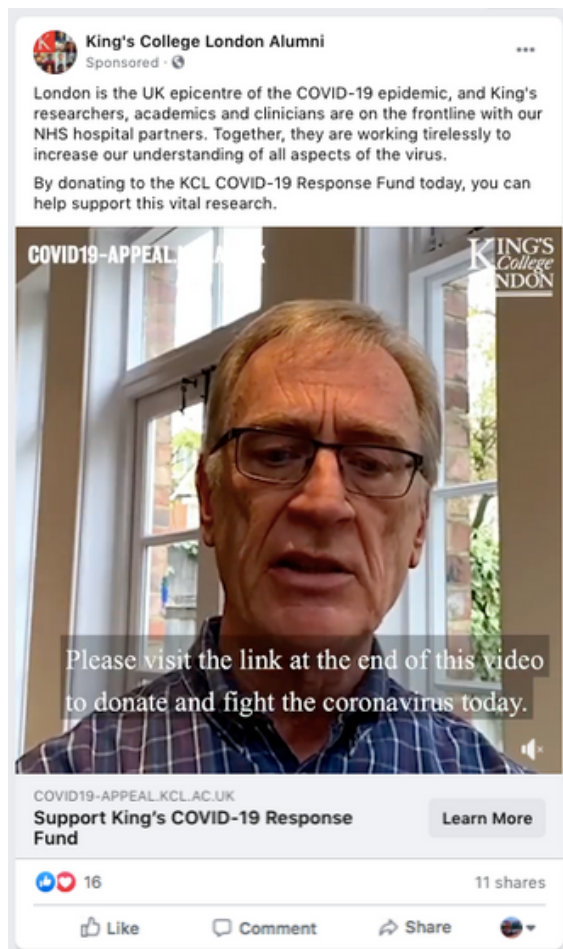 King's College London Alumni
Sponsored ·
London is the UK epicentre of the COVID-19 epidemic, and King's
researchers, academics and clinicians are on the frontline with our
NHS hospital partners. Together, they are working tirelessly to
increase our understanding of all aspects of the virus.
By donating to the KCL COVID-19 Response Fund today, you can
help support this vital research.
COVID19-APPEAL.
KING'S
College
LONDON
Please visit the link at the end of this video
to donate and fight the coronavirus today.
COVID19-APPEAL.KCL.AC.UK
Support King's COVID-19 Response
Fund
Learn More
16
11 shares
Like
Comment
Share